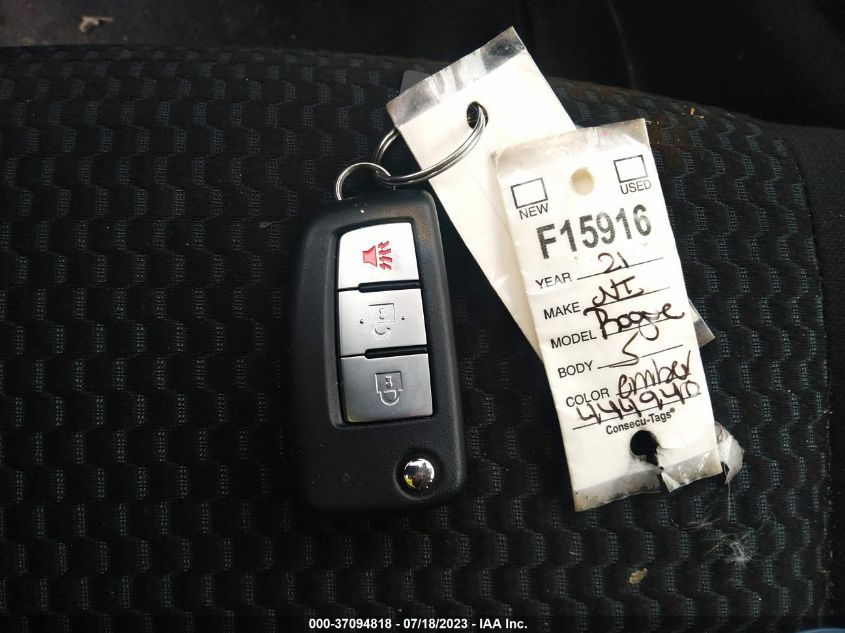 NEW
USED
F15916
YEAR 21
MAKE NI
MODEL Rogue
BODY S
COLOR ember
444940
Consecu-Tags®
000-37094818 - 07/18/2023 - IAA Inc.